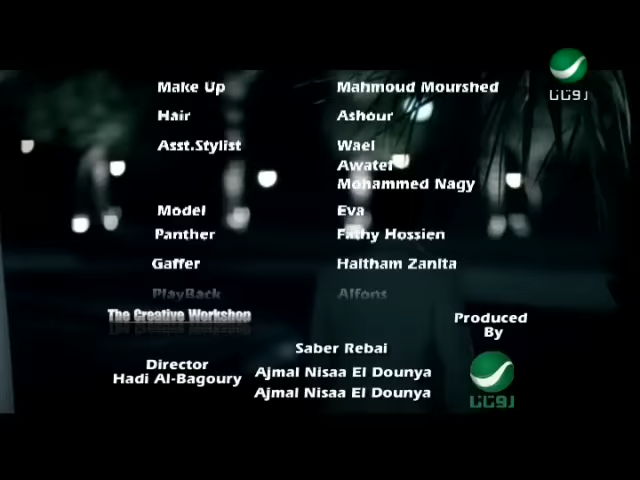 روتانا
Make Up Mahmoud Mourshed
Hair Ashour
Asst.Stylist Wael
Awatef
Mohammed Nagy
Model Eva
Panther Fathy Hossien
Gaffer Haitham Zanita
PlayBack Alfons
The Creative Workshop
Produced
By
Saber Rebai
Director
Hadi Al-Bagoury
Ajmal Nisaa El Dounya
Ajmal Nisaa El Dounya
روتانا